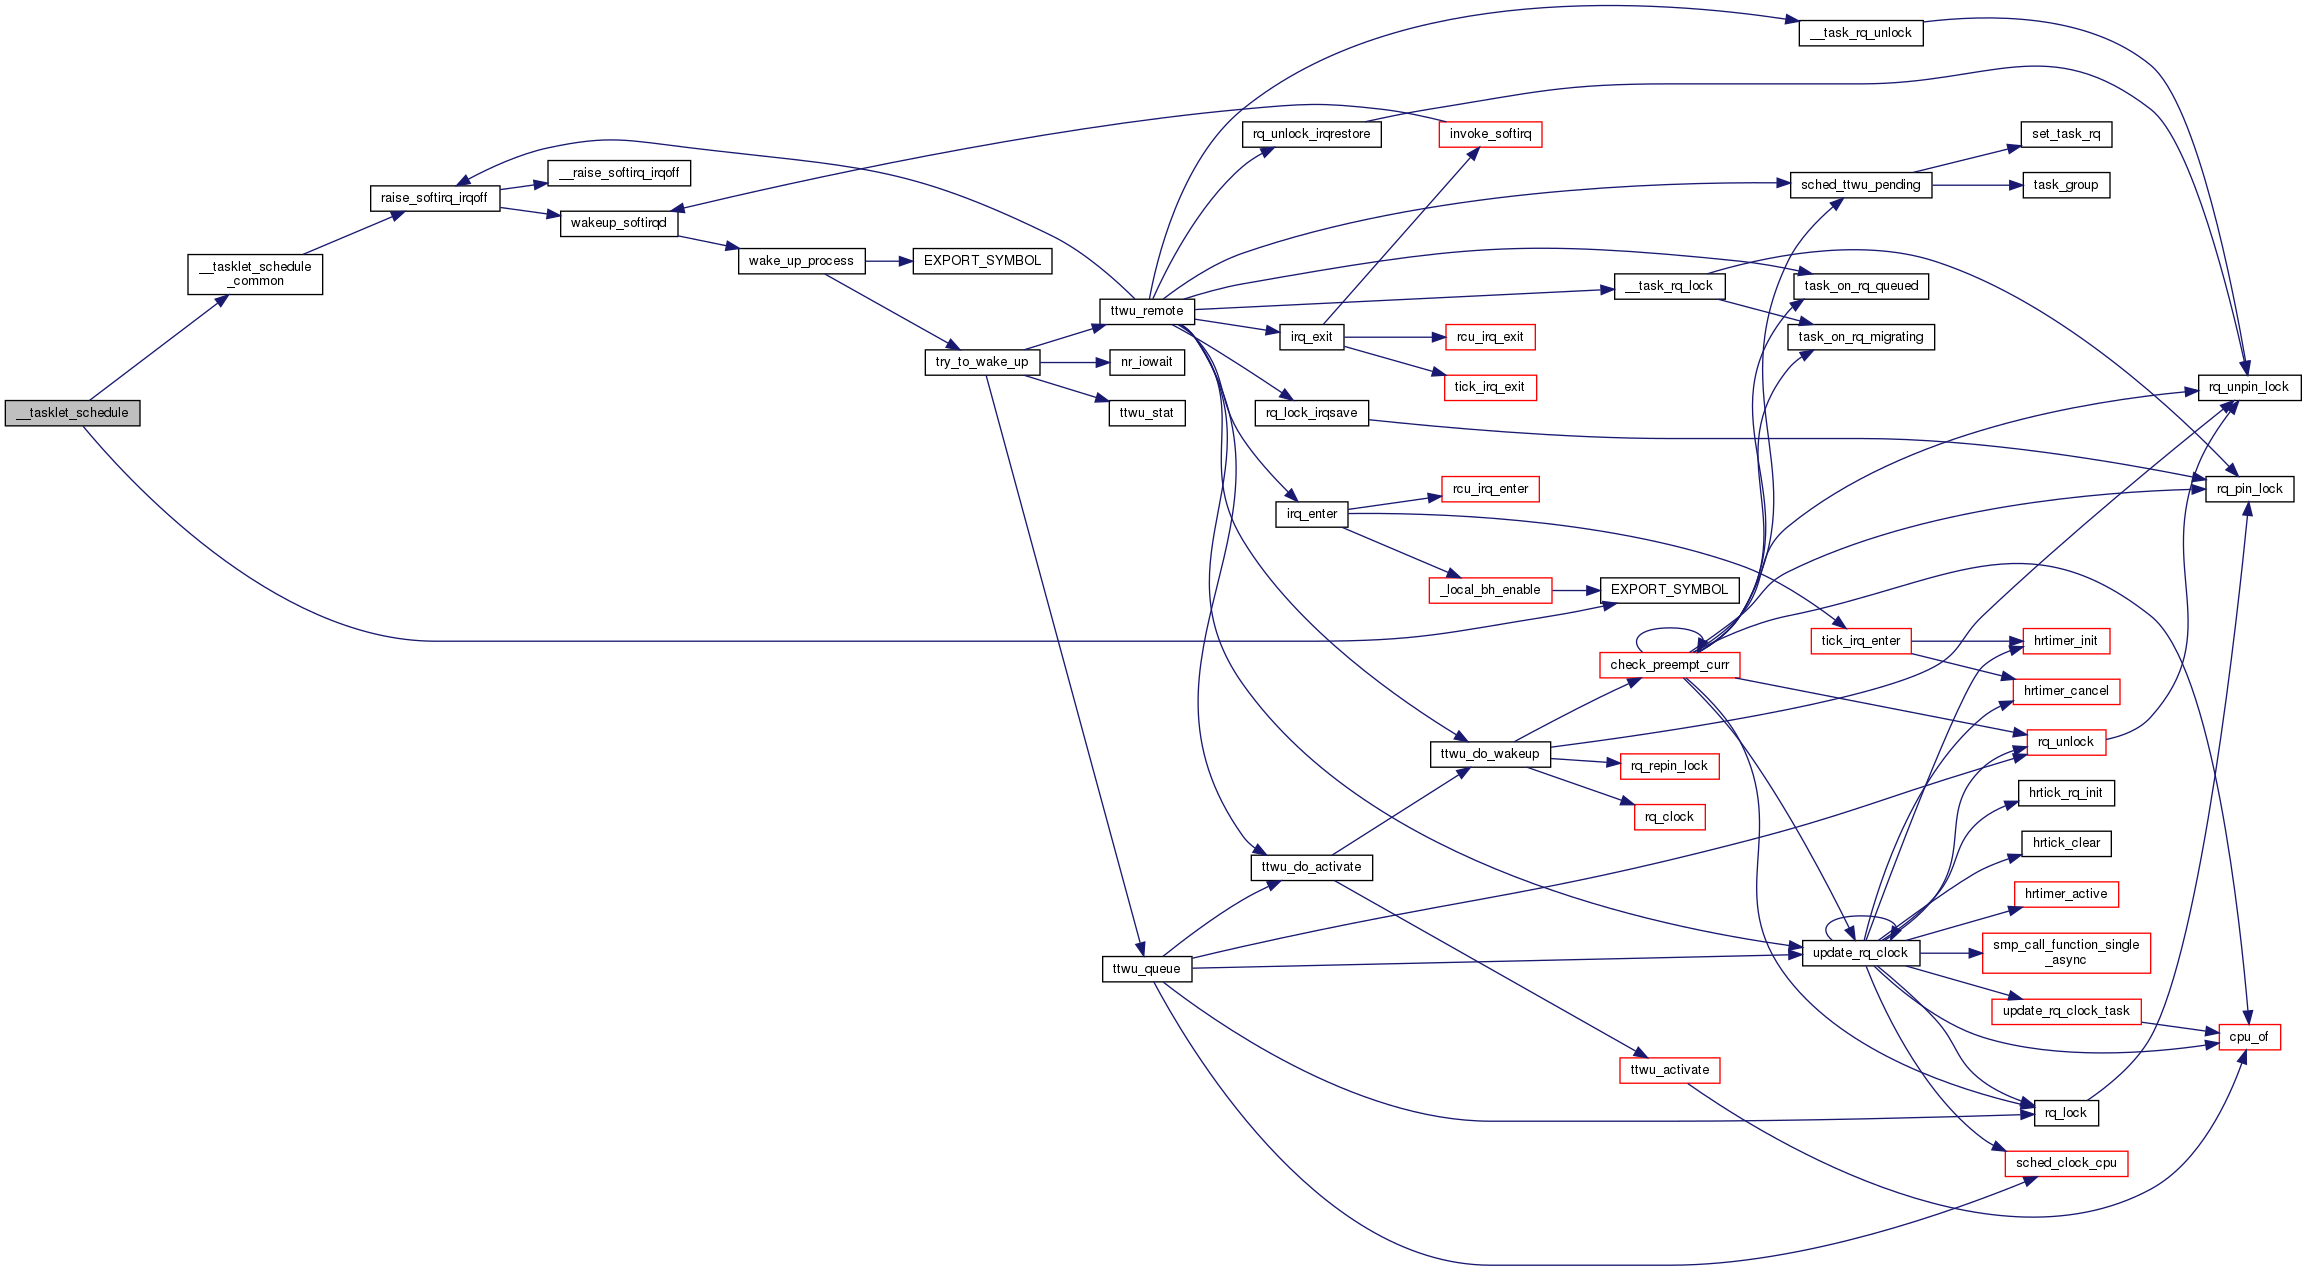 __task_rq_unlock
rq_unlock_irqrestore
invoke_softirq
set_task_rq
__raise_softirq_irqoff
sched_ttwu_pending
task_group
raise_softirq_irqoff
wakeup_softirqd
wake_up_process
EXPORT_SYMBOL
__tasklet_schedule
_common
__task_rq_lock
task_on_rq_queued
ttwu_remote
irq_exit
rcu_irq_exit
task_on_rq_migrating
try_to_wake_up
nr_iowait
tick_irq_exit
rq_unpin_lock
__tasklet_schedule
ttwu_stat
rq_lock_irqsave
rcu_irq_enter
rq_pin_lock
irq_enter
_local_bh_enable
EXPORT_SYMBOL
tick_irq_enter
hrtimer_init
check_preempt_curr
hrtimer_cancel
ttwu_do_wakeup
rq_repin_lock
rq_unlock
hrtick_rq_init
rq_clock
hrtick_clear
ttwu_do_activate
hrtimer_active
ttwu_queue
update_rq_clock
smp_call_function_single
_async
update_rq_clock_task
cpu_of
ttwu_activate
rq_lock
sched_clock_cpu